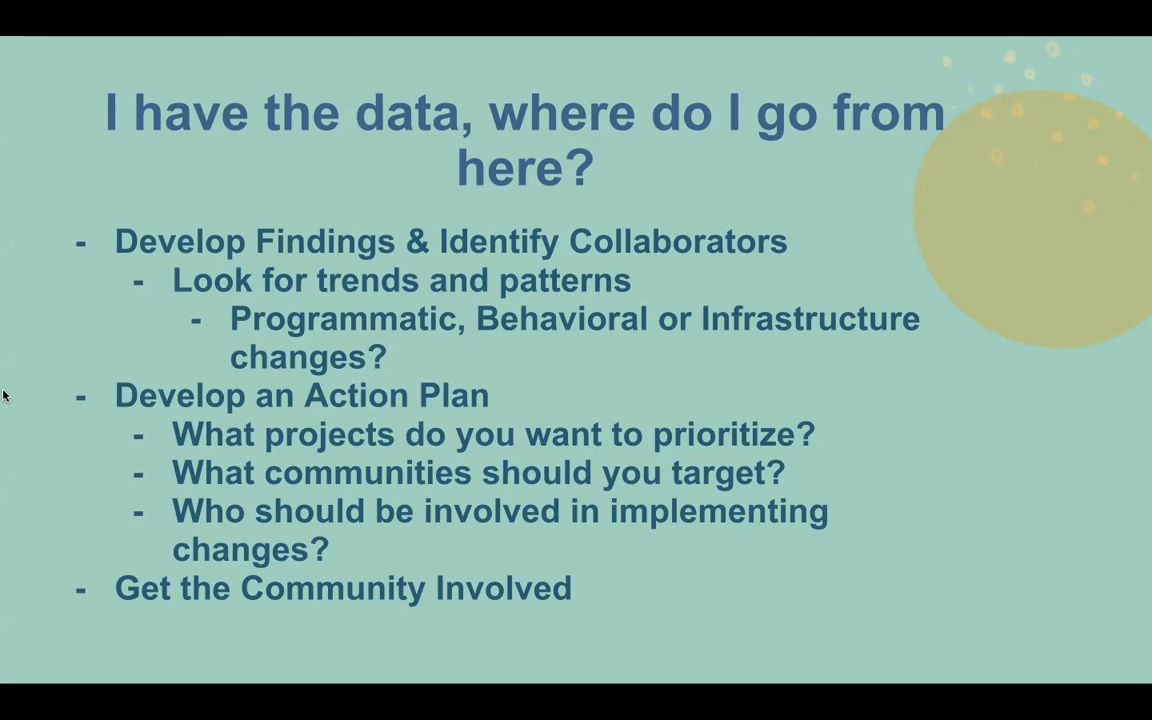 I have the data, where do I go from
here?
- Develop Findings & Identify Collaborators
- Look for trends and patterns
- Programmatic, Behavioral or Infrastructure
changes?
- Develop an Action Plan
- What projects do you want to prioritize?
- What communities should you target?
- Who should be involved in implementing
changes?
- Get the Community Involved